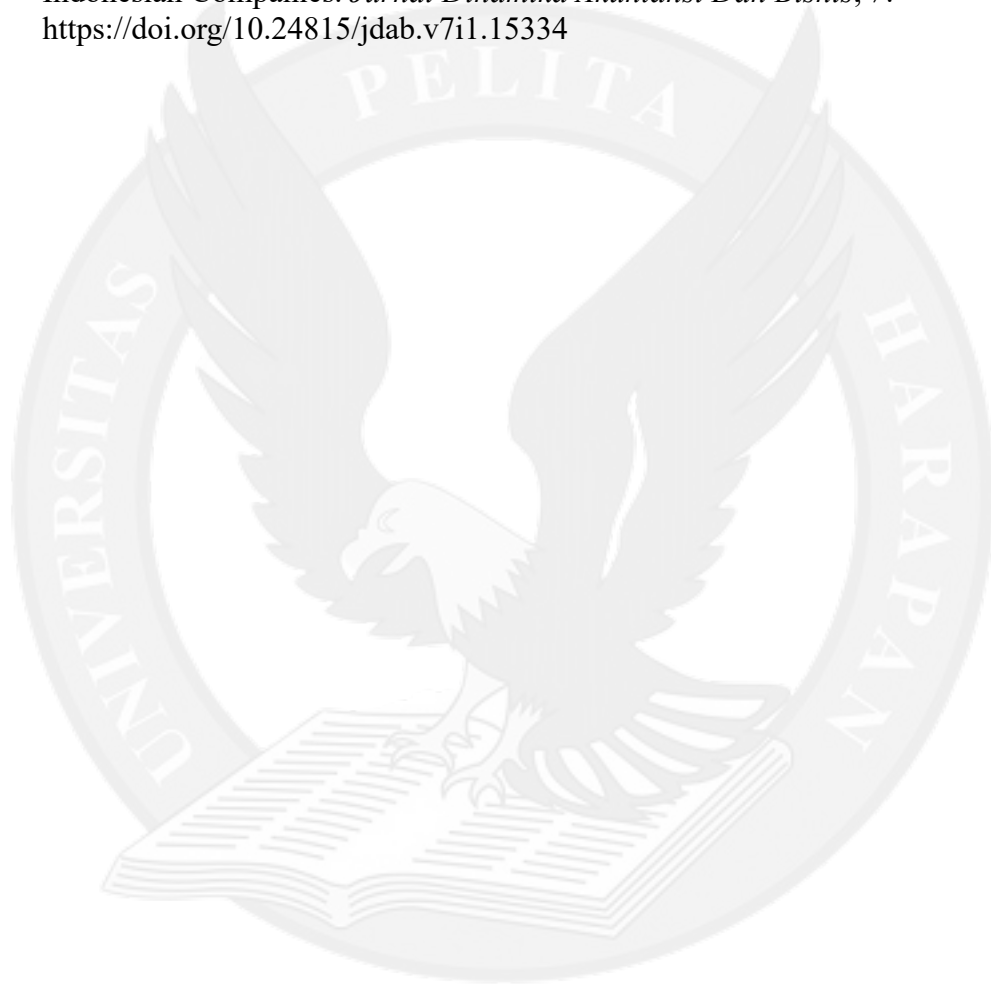 Indonesian Companies. Jurnal Dinamika Akuntansi Dan Bisnis, 7.
https://doi.org/10.24815/jdab.v7i1.15334
PELITA
UNIVERSITAS
HARAPAN